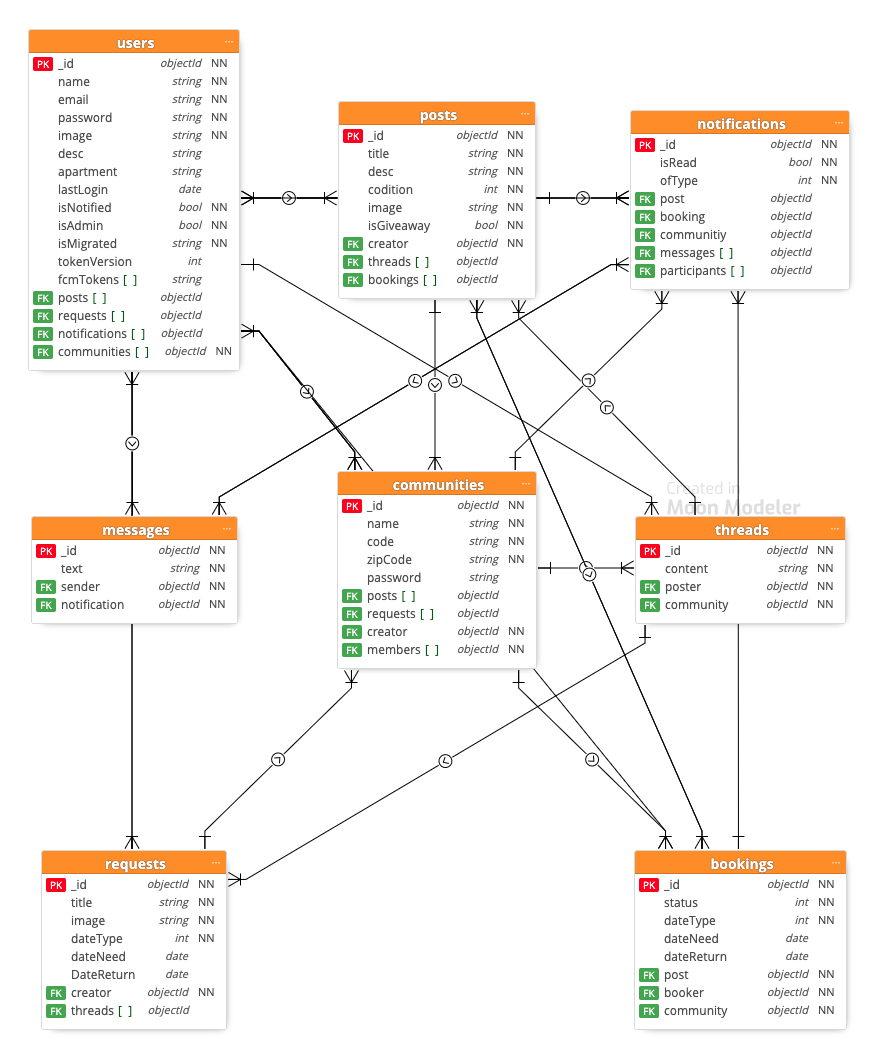 users ...
PK _id objectId NN
name string NN
email string NN
password string NN
image string NN
desc string
apartment string
lastLogin date
isNotified bool NN
isAdmin bool NN
isMigrated string NN
tokenVersion int
fcmTokens [ ] string
FK posts [ ] objectId
FK requests [ ] objectId
FK notifications [ ] objectId
FK communities [ ] objectId NN
posts ...
PK _id objectId NN
title string NN
desc string NN
codition int NN
image string NN
isGiveaway bool NN
FK creator objectId NN
FK threads [ ] objectId
FK bookings [ ] objectId
notifications ...
PK _id objectId NN
isRead bool NN
ofType int NN
FK post objectId
FK booking objectId
FK communitiy objectId
FK messages [ ] objectId
FK participants [ ] objectId
communities ...
PK _id objectId NN
name string NN
code string NN
zipCode string NN
password string
FK posts [ ] objectId
FK requests [ ] objectId
FK creator objectId NN
FK members [ ] objectId NN
Created in
Moon Modeler
messages ...
PK _id objectId NN
text string NN
FK sender objectId NN
FK notification objectId NN
threads ...
PK _id objectId NN
content string NN
FK poster objectId NN
FK community objectId NN
requests ...
PK _id objectId NN
title string NN
image string NN
dateType int NN
dateNeed date
DateReturn date
FK creator objectId NN
FK threads [ ] objectId
bookings ...
PK _id objectId NN
status int NN
dateType int NN
dateNeed date
dateReturn date
FK post objectId NN
FK booker objectId NN
FK community objectId NN